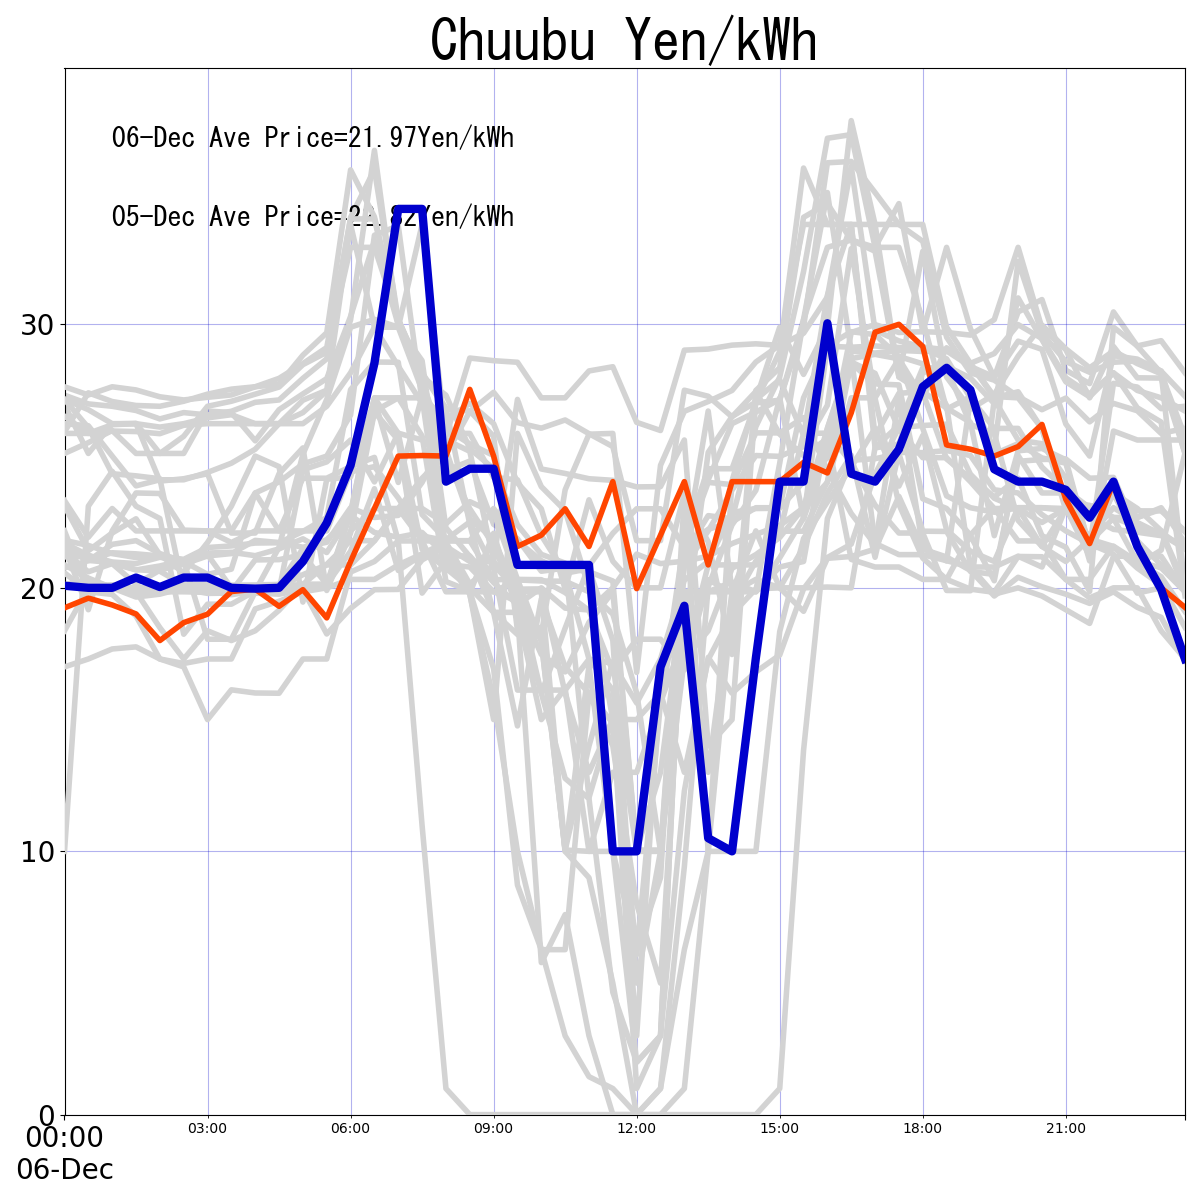 Chuubu Yen/kWh
06-Dec Ave Price=21.97Yen/kWh
05-Dec Ave Yen/kWh
30
20
10
0
00:00 03:00 06:00 09:00 12:00 15:00 18:00 21:00
06-Dec